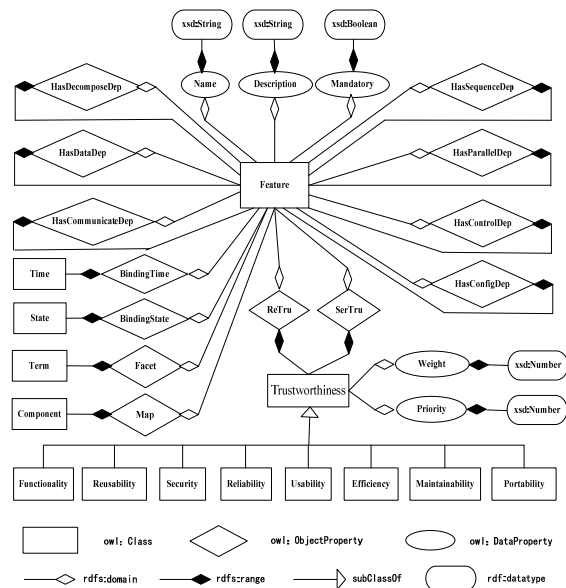 xsd:String
xsd:String
xsd:Boolean
Name
Description
Mandatory
HasDecomposeDep
HasSequenceDep
HasDataDep
HasParallelDep
Feature
HasCommunicateDep
HasControlDep
Time
BindingTime
HasConfigDep
State
BindingState
ReTru
SerTru
Term
Facet
Weight
xsd:Number
Trustworthiness
Component
Map
Priority
xsd:Number
Functionality
Reusability
Security
Reliability
Usability
Efficiency
Maintainability
Portability
owl: Class
owl: ObjectProperty
owl: DataProperty
rdfs:domain
rdfs:range
subClassOf
rdf:datatype